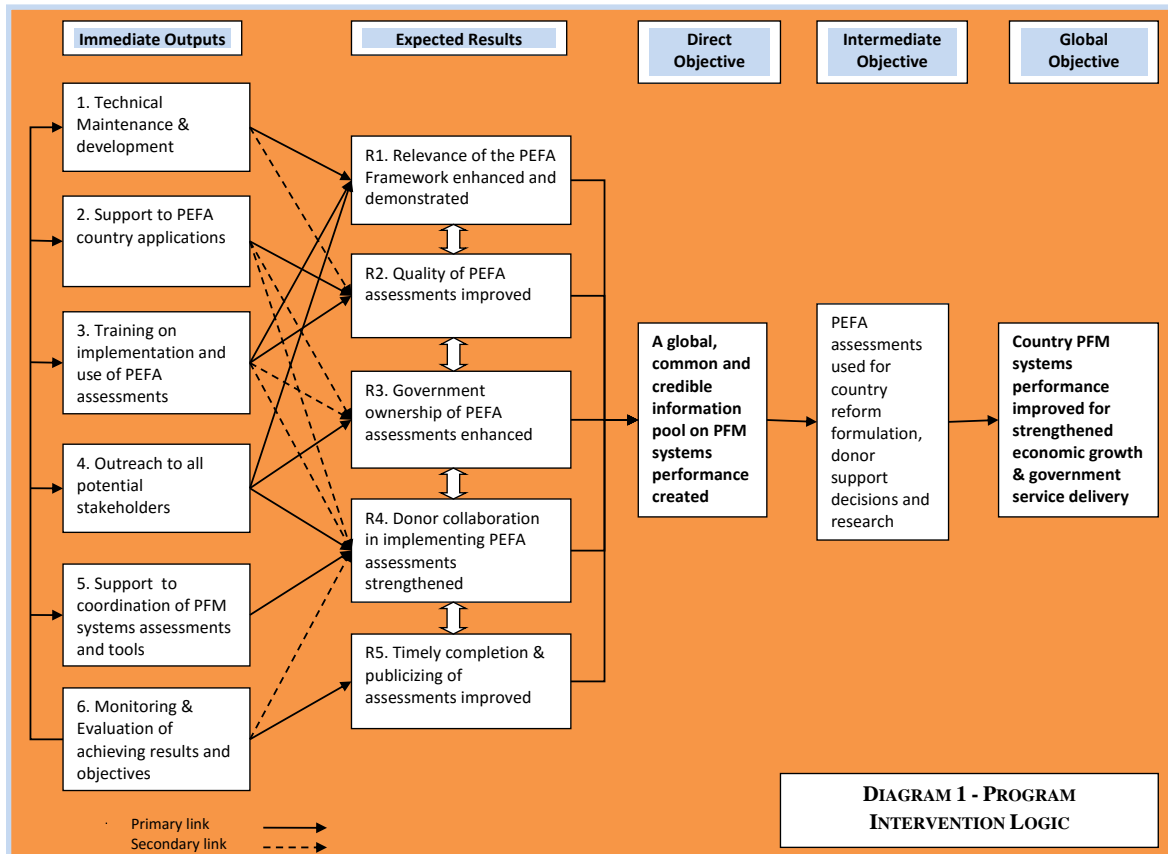 Immediate Outputs
Expected Results
Direct
Objective
Intermediate
Objective
Global
Objective
1. Technical
Maintenance &
development
2. Support to PEFA
country applications
3. Training on
implementation and
use of PEFA
assessments
4. Outreach to all
potential
stakeholders
5. Support to
coordination of PFM
systems assessments
and tools
6. Monitoring &
Evaluation of
achieving results and
objectives
R1. Relevance of the PEFA
Framework enhanced and
demonstrated
R2. Quality of PEFA
assessments improved
R3. Government
ownership of PEFA
assessments enhanced
R4. Donor collaboration
in implementing PEFA
assessments
strengthened
R5. Timely completion &
publicizing of
assessments improved
A global,
common and
credible
information
pool on PFM
systems
performance
created
PEFA
assessments
used for
country
reform
formulation,
donor
support
decisions and
research
Country PFM
systems
performance
improved for
strengthened
economic growth
& government
service delivery
DIAGRAM 1 - PROGRAM
INTERVENTION LOGIC
Primary link
Secondary link